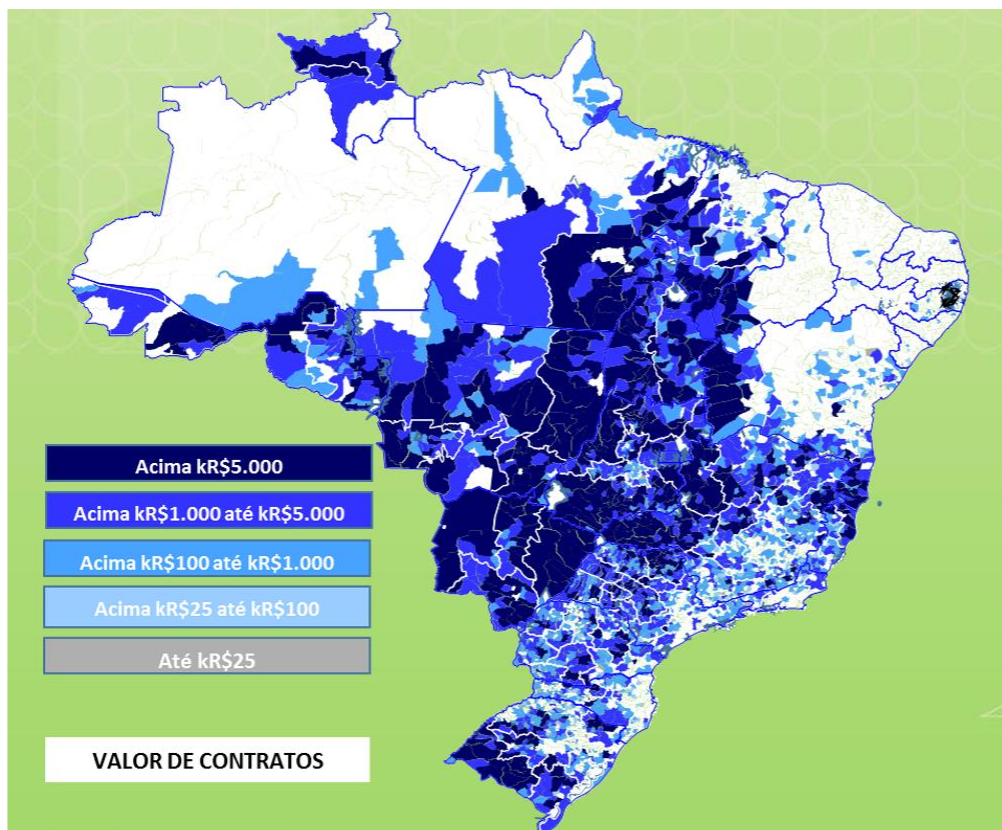 Acima kR$5.000
Acima kR$1.000 até kR$5.000
Acima kR$100 até kR$1.000
Acima kR$25 até kR$100
Até kR$25
VALOR DE CONTRATOS